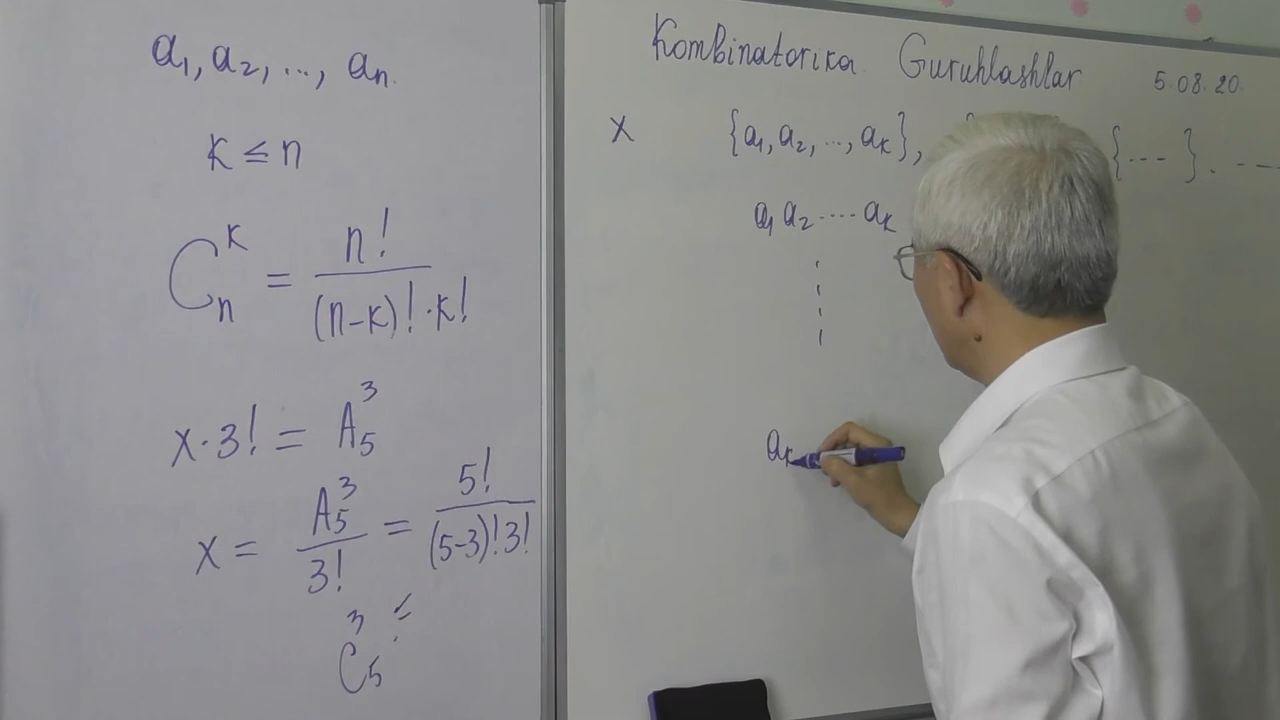 a₁, a₂, ..., aₙ.
K ≤ n
Cₙᴷ = n! / (n-K)! · K!
x · 3! = A₅³
x = A₅³ / 3! = 5! / (5-3)! 3!
C₅³
Kombinatorika Guruhlashlar 5.08.20.
x {a₁, a₂, ..., aₖ}, {--- }. ---
a₁ a₂ ···· aₖ
aₖ